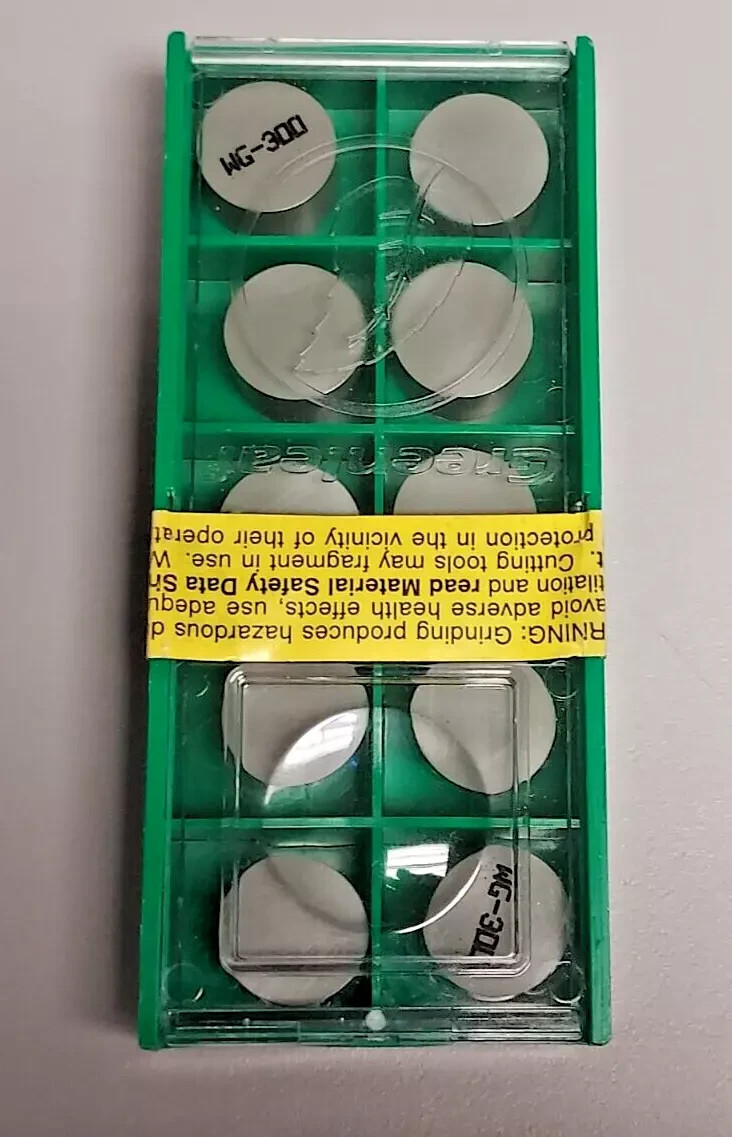 WG-300
Greenleaf
RNING: Grinding produces hazardous d
avoid adverse health effects, use adequ
tilation and read Material Safety Data Sh
t. Cutting tools may fragment in use. W
protection in the vicinity of their operat
WG-300